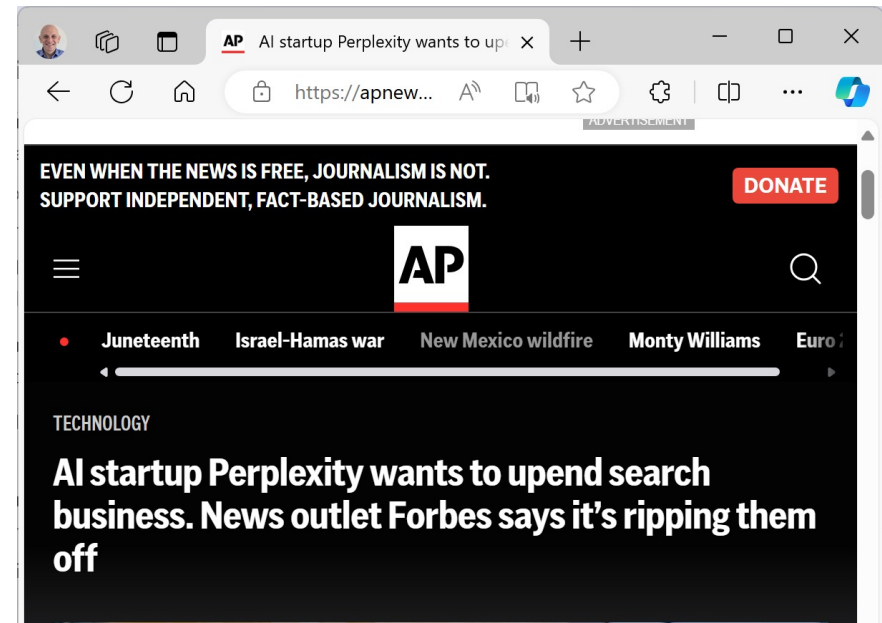 AP AI startup Perplexity wants to up
https://apnew...
ADVERTISEMENT
EVEN WHEN THE NEWS IS FREE, JOURNALISM IS NOT.
SUPPORT INDEPENDENT, FACT-BASED JOURNALISM.
DONATE
AP
Juneteenth Israel-Hamas war New Mexico wildfire Monty Williams Euro
TECHNOLOGY
AI startup Perplexity wants to upend search
business. News outlet Forbes says it’s ripping them
off